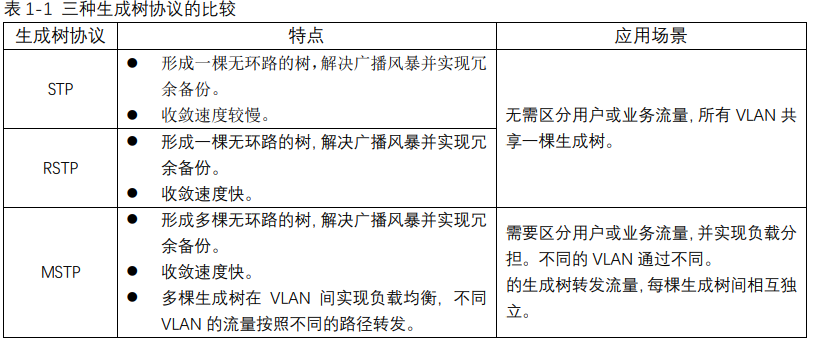 表 1-1 三种生成树协议的比较
生成树协议 特点 应用场景
STP
● 形成一棵无环路的树，解决广播风暴并实现冗
余备份。
● 收敛速度较慢。
RSTP
● 形成一棵无环路的树，解决广播风暴并实现冗
余备份。
● 收敛速度快。
无需区分用户或业务流量，所有 VLAN 共
享一棵生成树。
MSTP
● 形成多棵无环路的树，解决广播风暴并实现冗
余备份。
● 收敛速度快。
● 多棵生成树在 VLAN 间实现负载均衡，不同
VLAN 的流量按照不同的路径转发。
需要区分用户或业务流量，并实现负载分
担。不同的 VLAN 通过不同。
的生成树转发流量，每棵生成树间相互独
立。